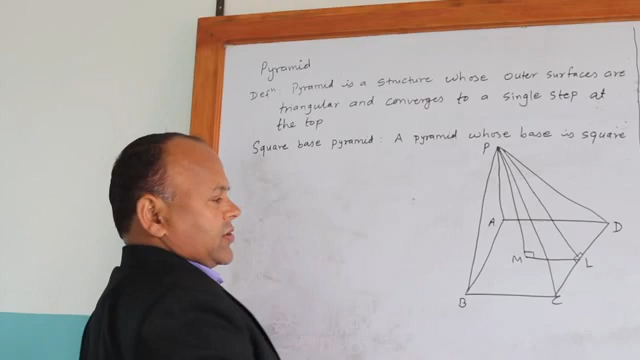 Pyramid
Defⁿ: Pyramid is a structure whose outer surfaces are
triangular and converges to a single step at
the top
Square base pyramid: A pyramid whose base is square
P
A
D
M
L
B
C